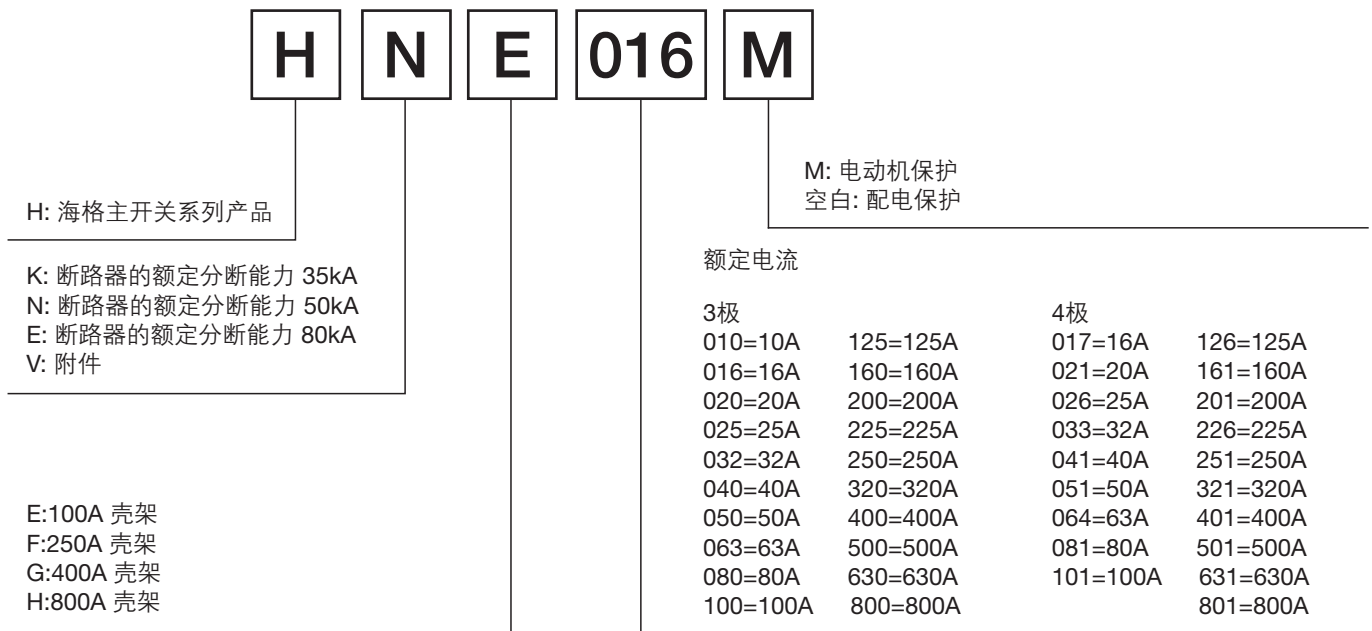 H N E 016 M
M: 电动机保护
空白: 配电保护
H: 海格主开关系列产品
K: 断路器的额定分断能力 35kA
N: 断路器的额定分断能力 50kA
E: 断路器的额定分断能力 80kA
V: 附件
E:100A 壳架
F:250A 壳架
G:400A 壳架
H:800A 壳架
额定电流
3极 4极
010=10A 125=125A 017=16A 126=125A
016=16A 160=160A 021=20A 161=160A
020=20A 200=200A 026=25A 201=200A
025=25A 225=225A 033=32A 226=225A
032=32A 250=250A 041=40A 251=250A
040=40A 320=320A 051=50A 321=320A
050=50A 400=400A 064=63A 401=400A
063=63A 500=500A 081=80A 501=500A
080=80A 630=630A 101=100A 631=630A
100=100A 800=800A 801=800A